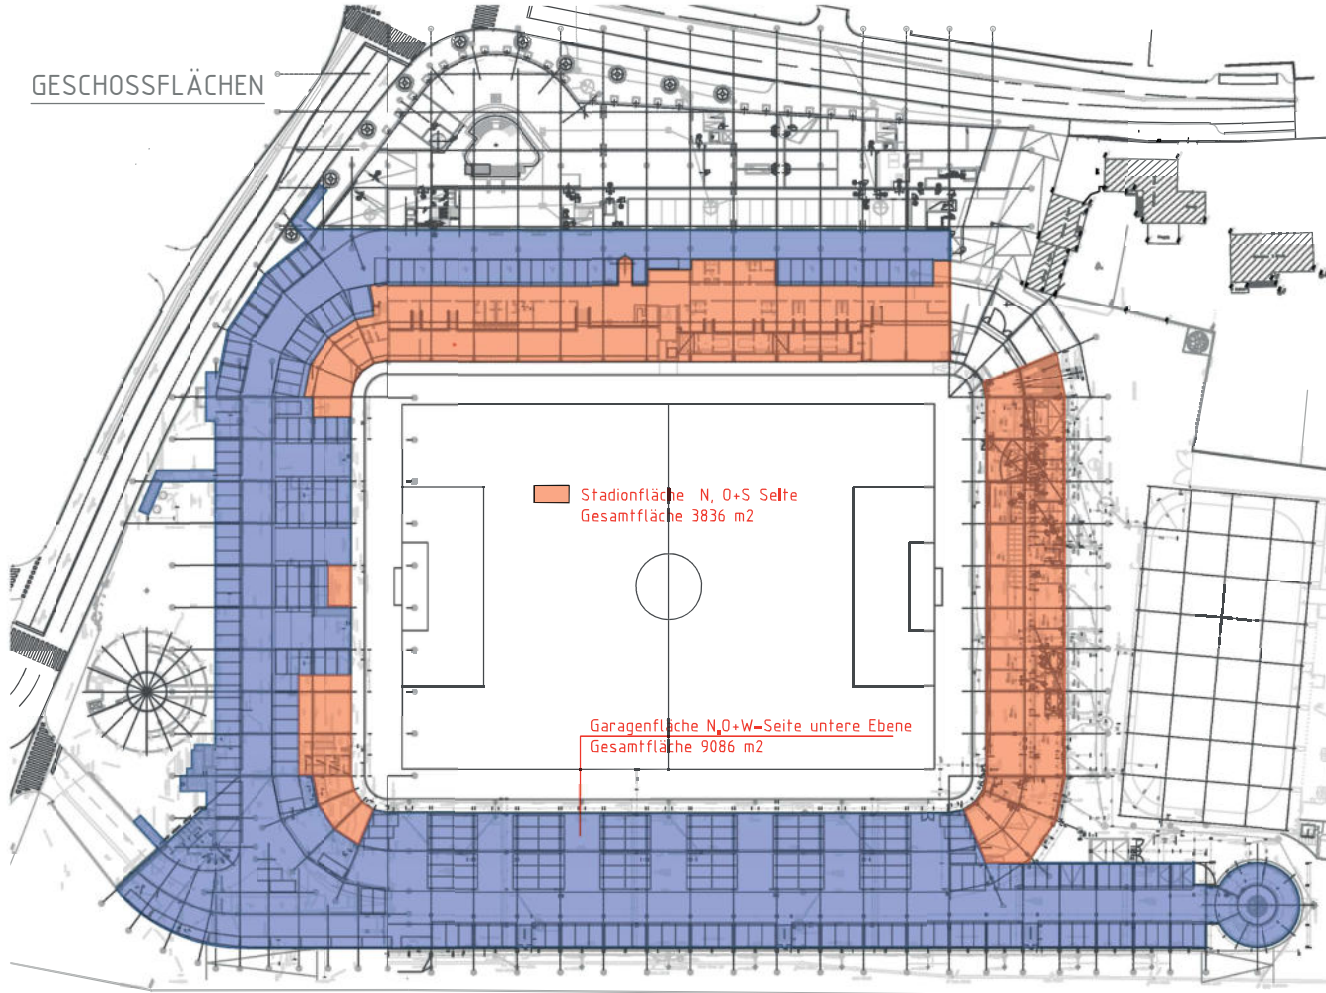 GESCHOSSFLÄCHEN
Stadionfläche N, O+S Seite
Gesamtfläche 3836 m2
Garagenfläche N,O+W-Seite untere Ebene
Gesamtfläche 9086 m2